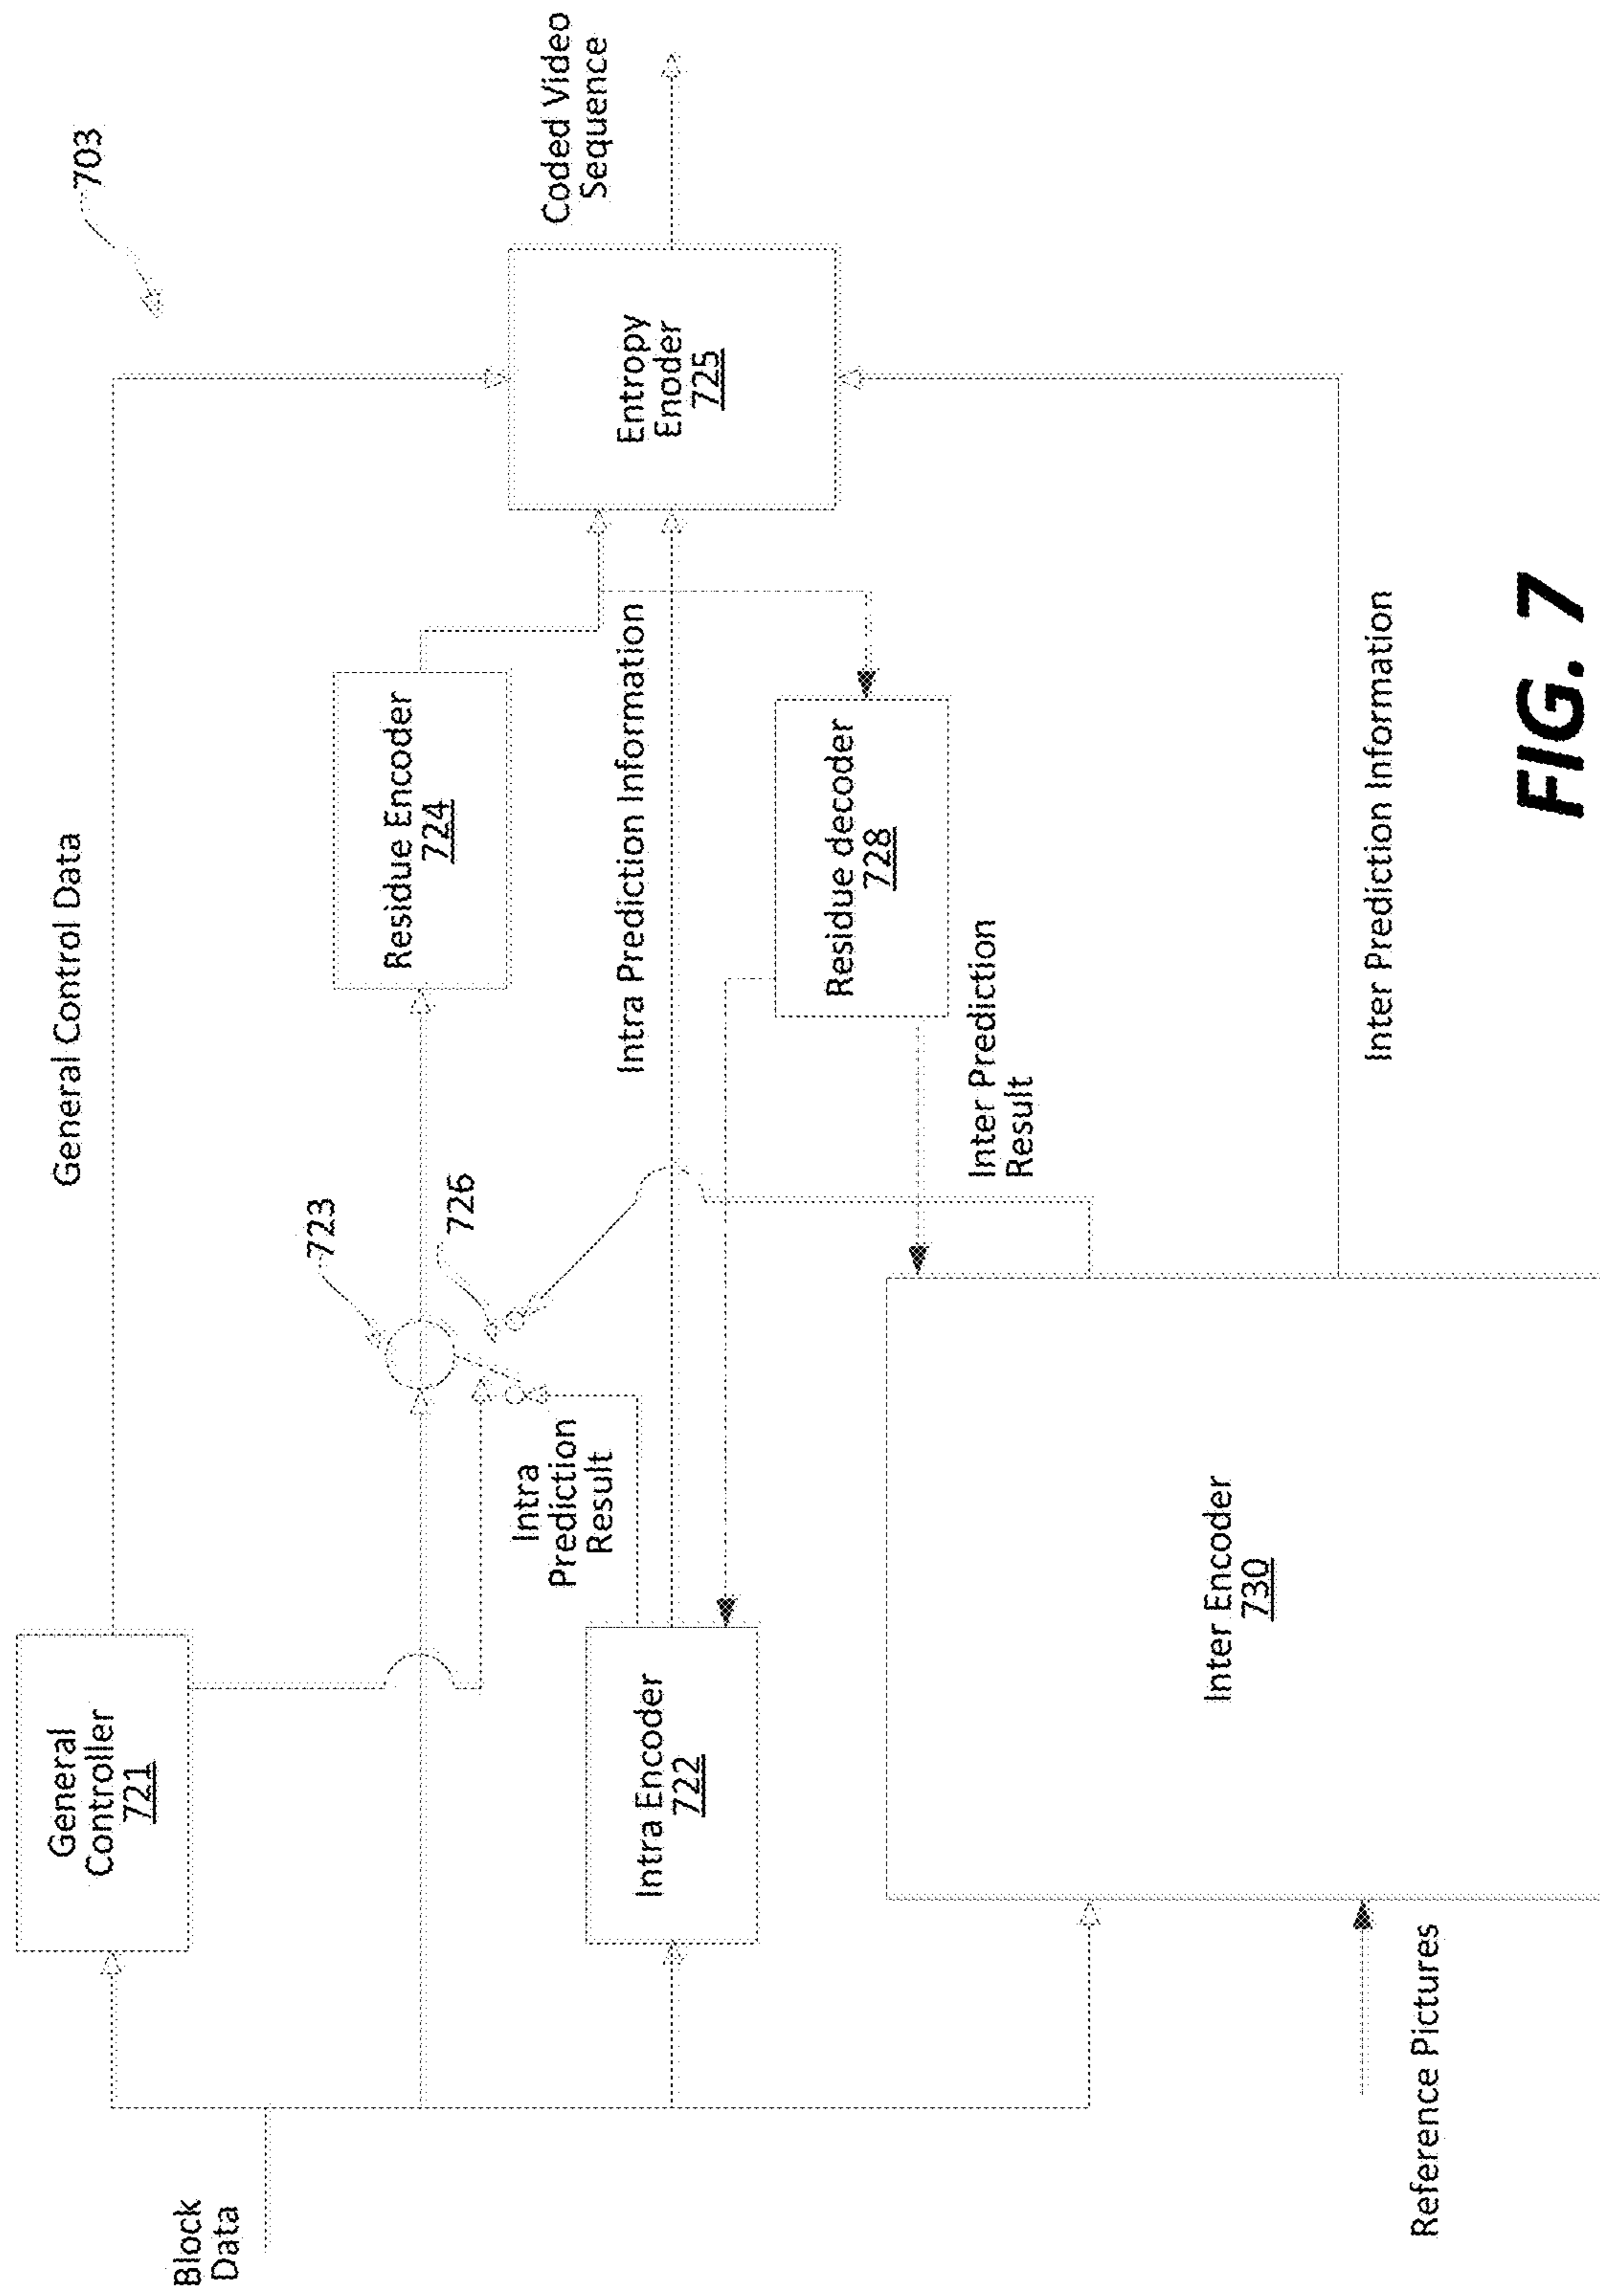 703
General Control Data
General
Controller
721
Block
Data
723
726
Residue Encoder
724
Coded Video
Sequence
Entropy
Enoder
725
Intra
Prediction
Result
Intra Prediction Information
Intra Encoder
722
Residue decoder
728
Inter Prediction
Result
Inter Encoder
730
Inter Prediction Information
Reference Pictures
FIG. 7